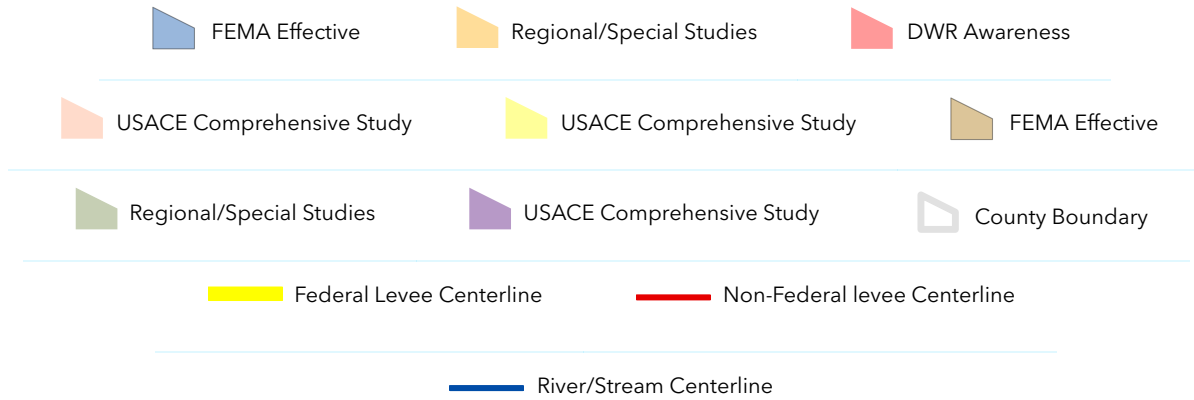 FEMA Effective Regional/Special Studies DWR Awareness
USACE Comprehensive Study USACE Comprehensive Study FEMA Effective
Regional/Special Studies USACE Comprehensive Study County Boundary
Federal Levee Centerline Non-Federal levee Centerline
River/Stream Centerline